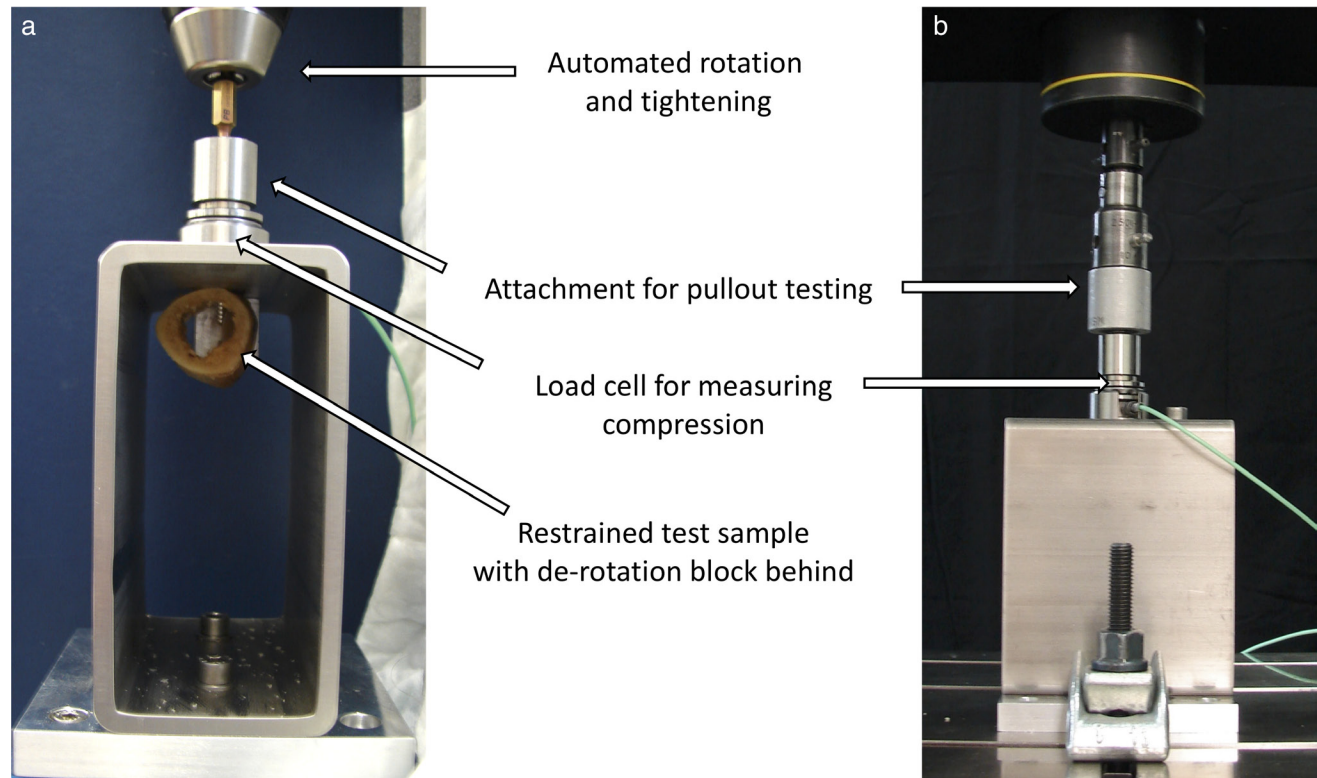 a
b
Automated rotation
and tightening
Attachment for pullout testing
Load cell for measuring
compression
Restrained test sample
with de-rotation block behind